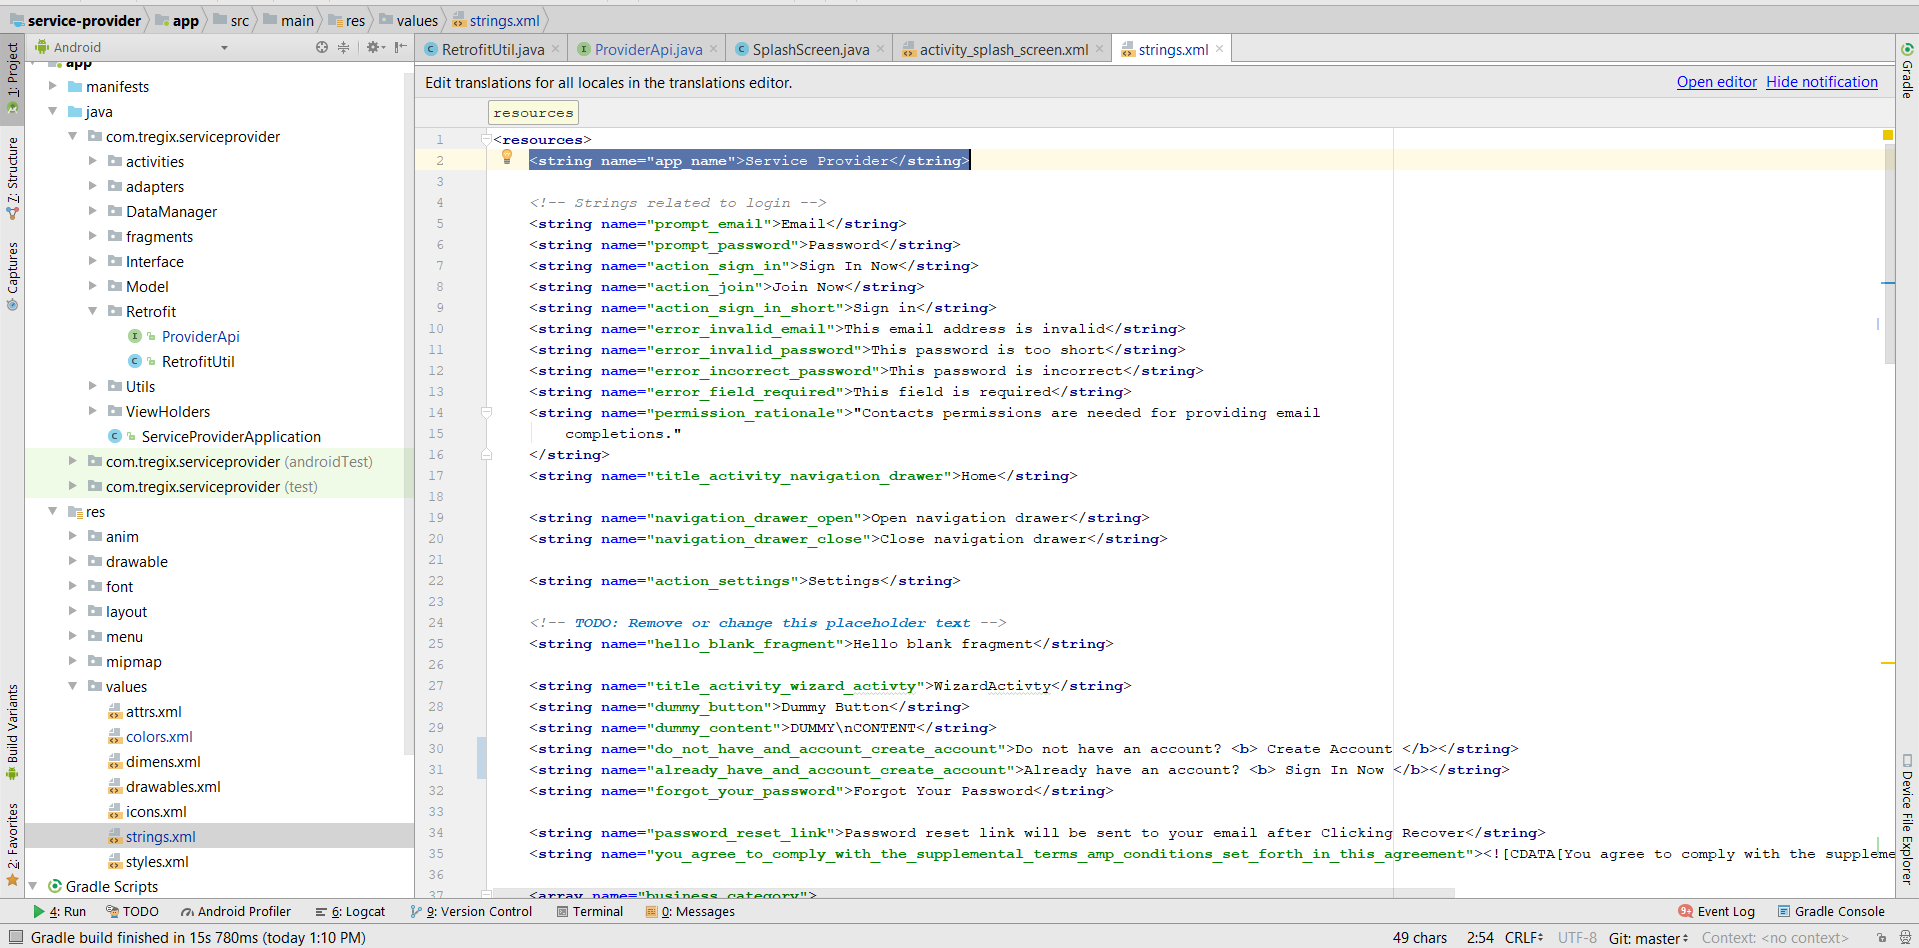 service-provider app src main res values strings.xml
Android
RetrofitUtil.java ProviderApi.java SplashScreen.java activity_splash_screen.xml strings.xml
Edit translations for all locales in the translations editor. Open editor Hide notification
resources
1: Project
7: Structure
Captures
Build Variants
2: Favorites
app
manifests
java
com.tregix.serviceprovider
activities
adapters
DataManager
fragments
Interface
Model
Retrofit
ProviderApi
RetrofitUtil
Utils
ViewHolders
ServiceProviderApplication
com.tregix.serviceprovider (androidTest)
com.tregix.serviceprovider (test)
res
anim
drawable
font
layout
menu
mipmap
values
attrs.xml
colors.xml
dimens.xml
drawables.xml
icons.xml
strings.xml
styles.xml
Gradle Scripts
1 <resources>
2 <string name="app_name">Service Provider</string>
3
4 <!-- Strings related to login -->
5 <string name="prompt_email">Email</string>
6 <string name="prompt_password">Password</string>
7 <string name="action_sign_in">Sign In Now</string>
8 <string name="action_join">Join Now</string>
9 <string name="action_sign_in_short">Sign in</string>
10 <string name="error_invalid_email">This email address is invalid</string>
11 <string name="error_invalid_password">This password is too short</string>
12 <string name="error_incorrect_password">This password is incorrect</string>
13 <string name="error_field_required">This field is required</string>
14 <string name="permission_rationale">"Contacts permissions are needed for providing email
15 completions."
16 </string>
17 <string name="title_activity_navigation_drawer">Home</string>
18
19 <string name="navigation_drawer_open">Open navigation drawer</string>
20 <string name="navigation_drawer_close">Close navigation drawer</string>
21
22 <string name="action_settings">Settings</string>
23
24 <!-- TODO: Remove or change this placeholder text -->
25 <string name="hello_blank_fragment">Hello blank fragment</string>
26
27 <string name="title_activity_wizard_activty">WizardActivty</string>
28 <string name="dummy_button">Dummy Button</string>
29 <string name="dummy_content">DUMMY\nCONTENT</string>
30 <string name="do_not_have_and_account_create_account">Do not have an account? <b> Create Account </b></string>
31 <string name="already_have_and_account_create_account">Already have an account? <b> Sign In Now </b></string>
32 <string name="forgot_your_password">Forgot Your Password</string>
33
34 <string name="password_reset_link">Password reset link will be sent to your email after Clicking Recover</string>
35 <string name="you_agree_to_comply_with_the_supplemental_terms_amp_conditions_set_forth_in_this_agreement"><![CDATA[You agree to comply with the suppleme
36
37 <array name="business_category">
Gradle
Device File Explorer
4: Run TODO Android Profiler 6: Logcat 9: Version Control Terminal 0: Messages 9+ Event Log Gradle Console
Gradle build finished in 15s 780ms (today 1:10 PM) 49 chars 2:54 CRLF UTF-8 Git: master Context: <no context>